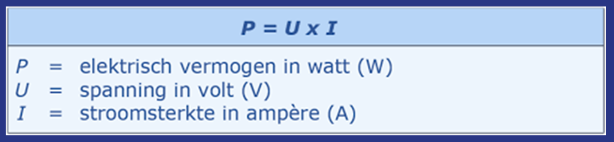 P = U x I
P = elektrisch vermogen in watt (W)
U = spanning in volt (V)
I = stroomsterkte in ampère (A)